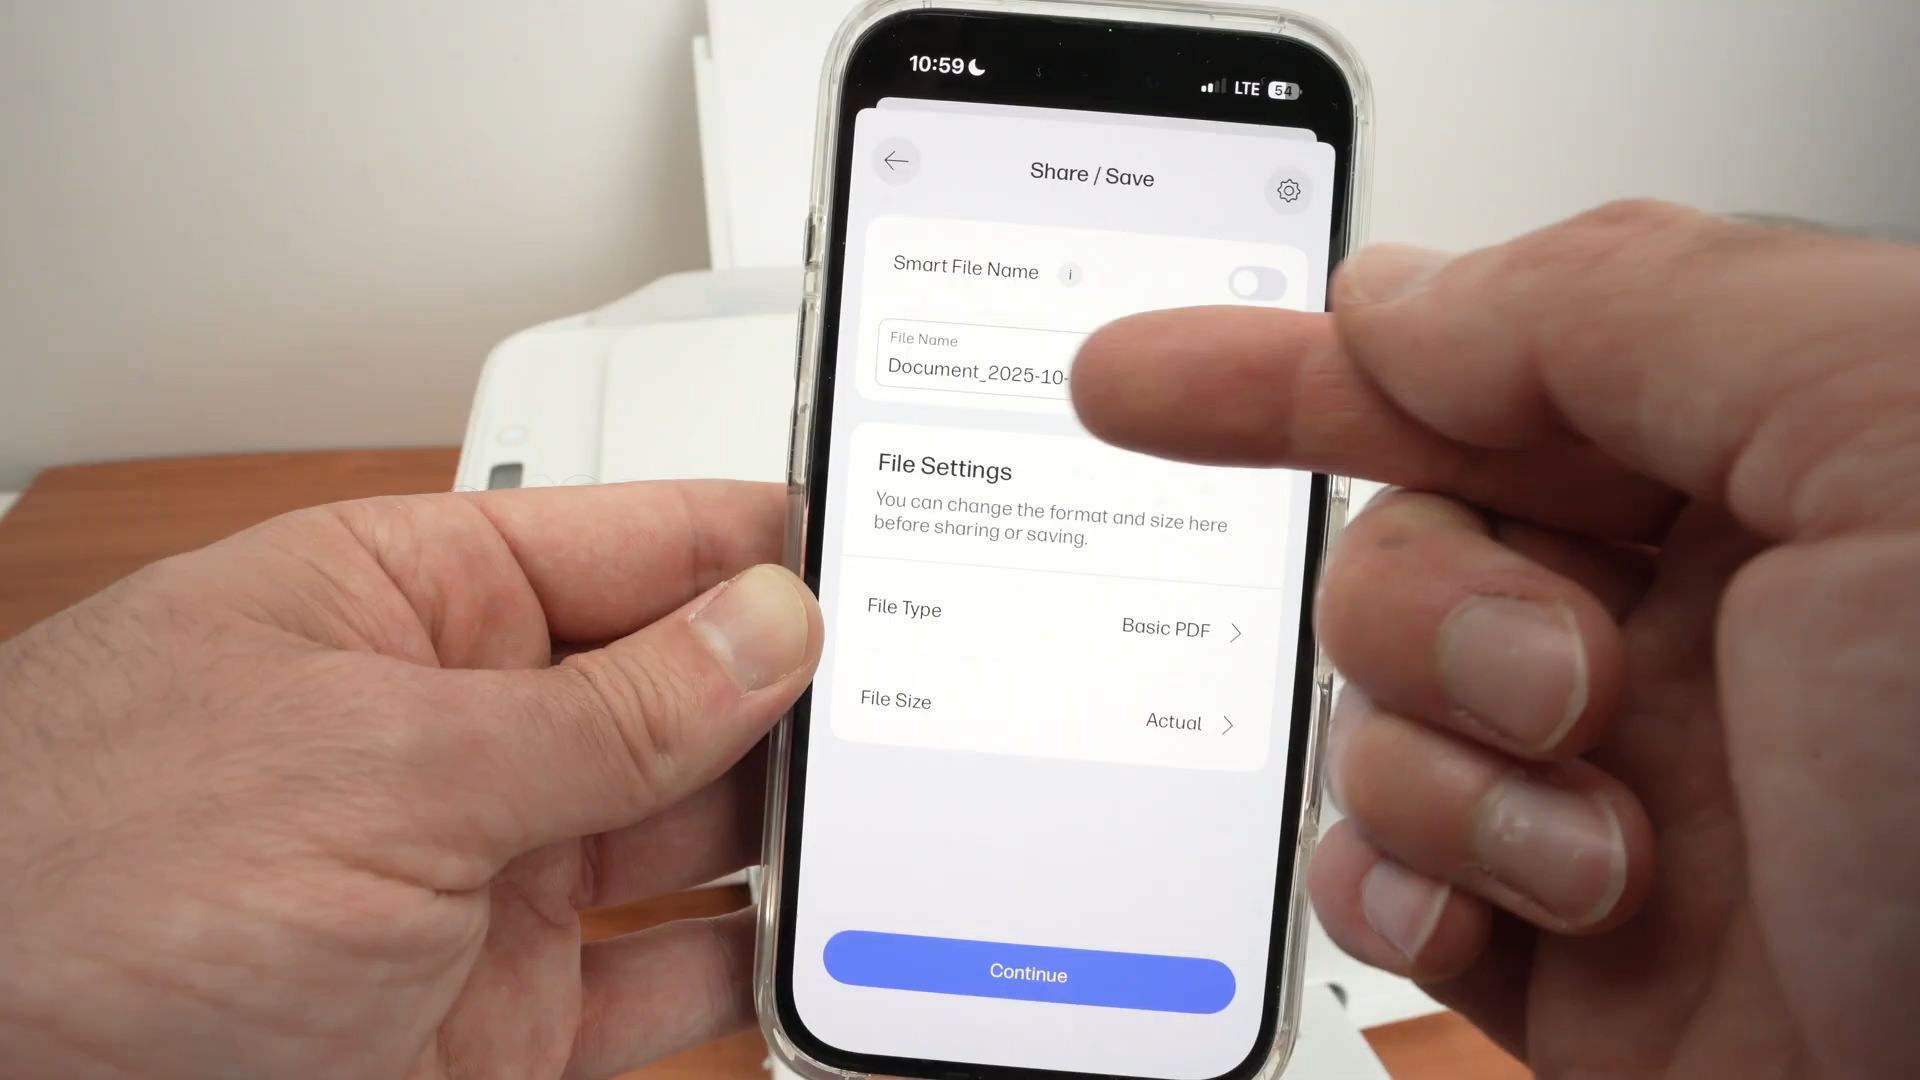 10:59
LTE 54
Share / Save
Smart File Name i
File Name
Document_2025-10-
File Settings
You can change the format and size here
before sharing or saving.
File Type
Basic PDF
File Size
Actual
Continue